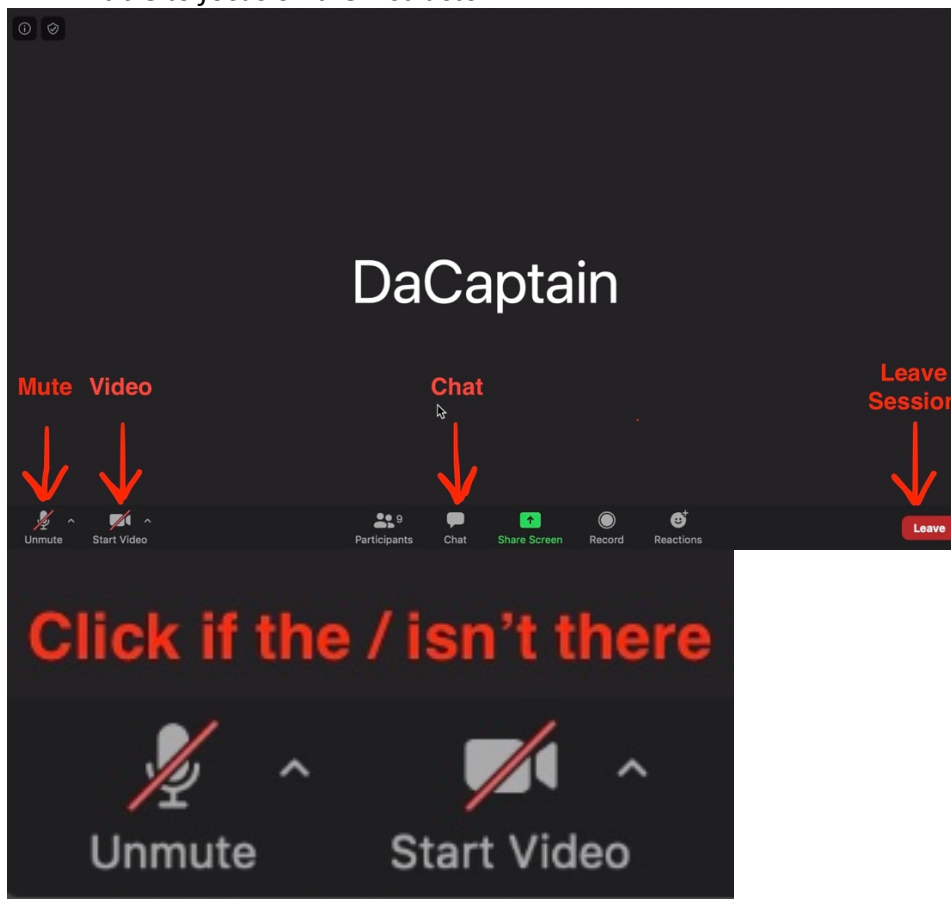 DaCaptain
Mute Video Chat Leave
Session
9
Unmute Start Video Participants Chat Share Screen Record Reactions Leave
Click if the / isn't there
Unmute Start Video